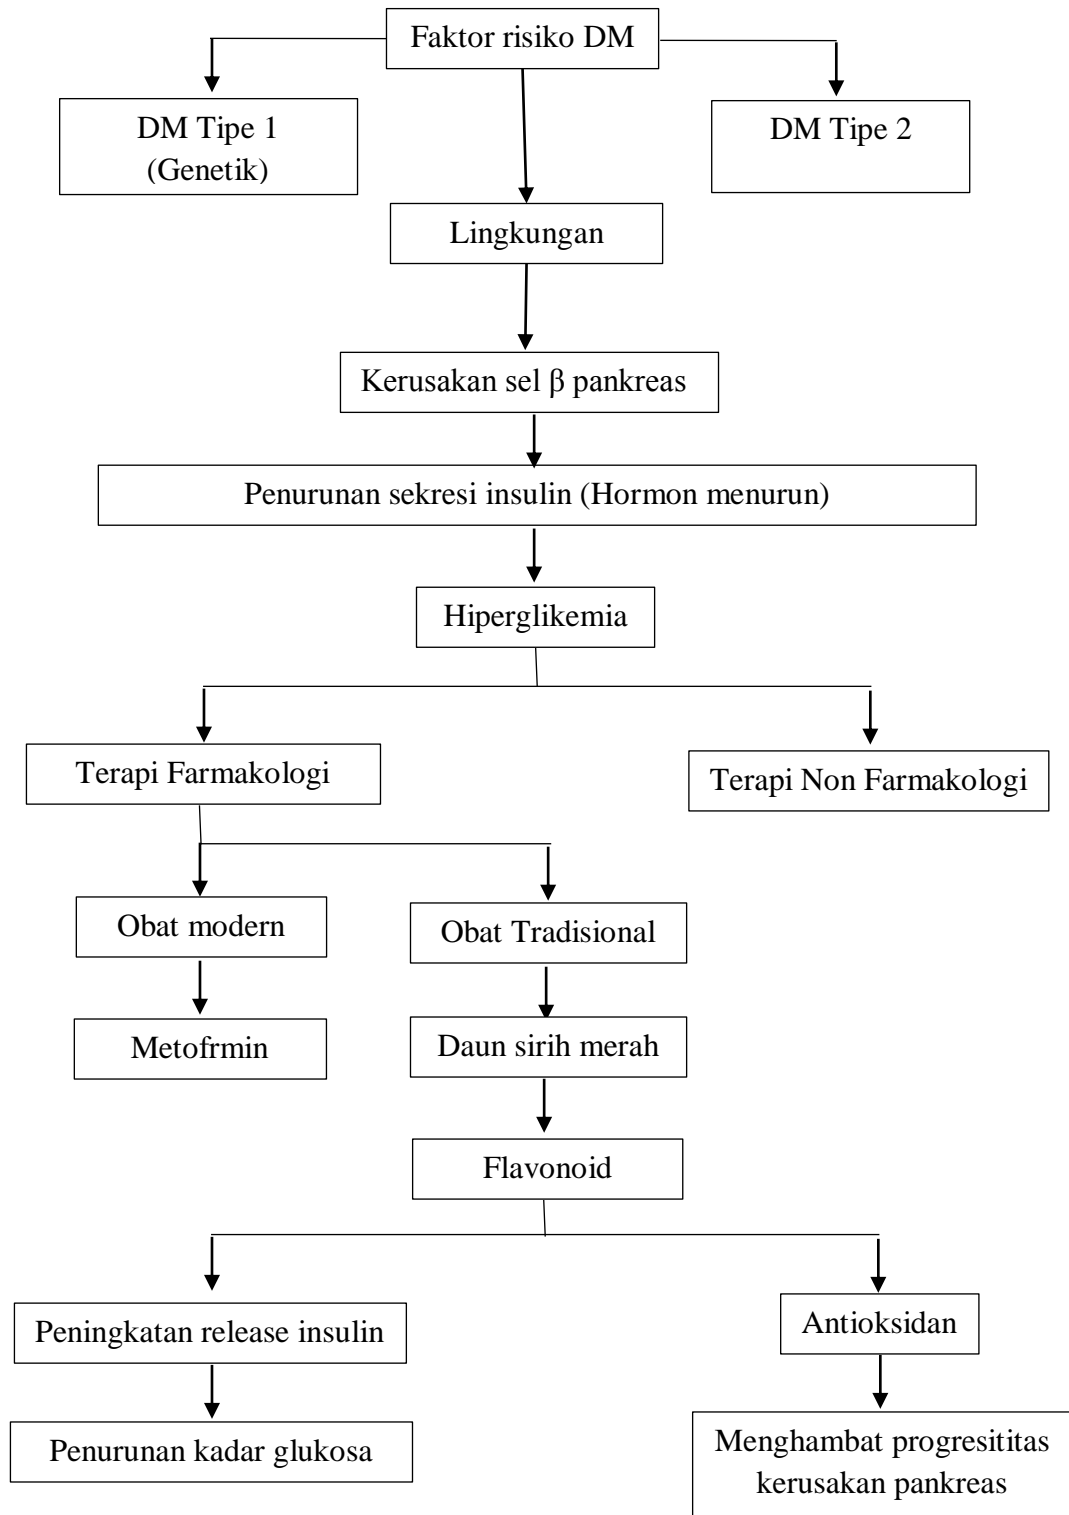 Faktor risiko DM
DM Tipe 1
(Genetik)
DM Tipe 2
Lingkungan
Kerusakan sel β pankreas
Penurunan sekresi insulin (Hormon menurun)
Hiperglikemia
Terapi Farmakologi
Terapi Non Farmakologi
Obat modern
Obat Tradisional
Metofrmin
Daun sirih merah
Flavonoid
Peningkatan release insulin
Antioksidan
Penurunan kadar glukosa
Menghambat progresititas
kerusakan pankreas